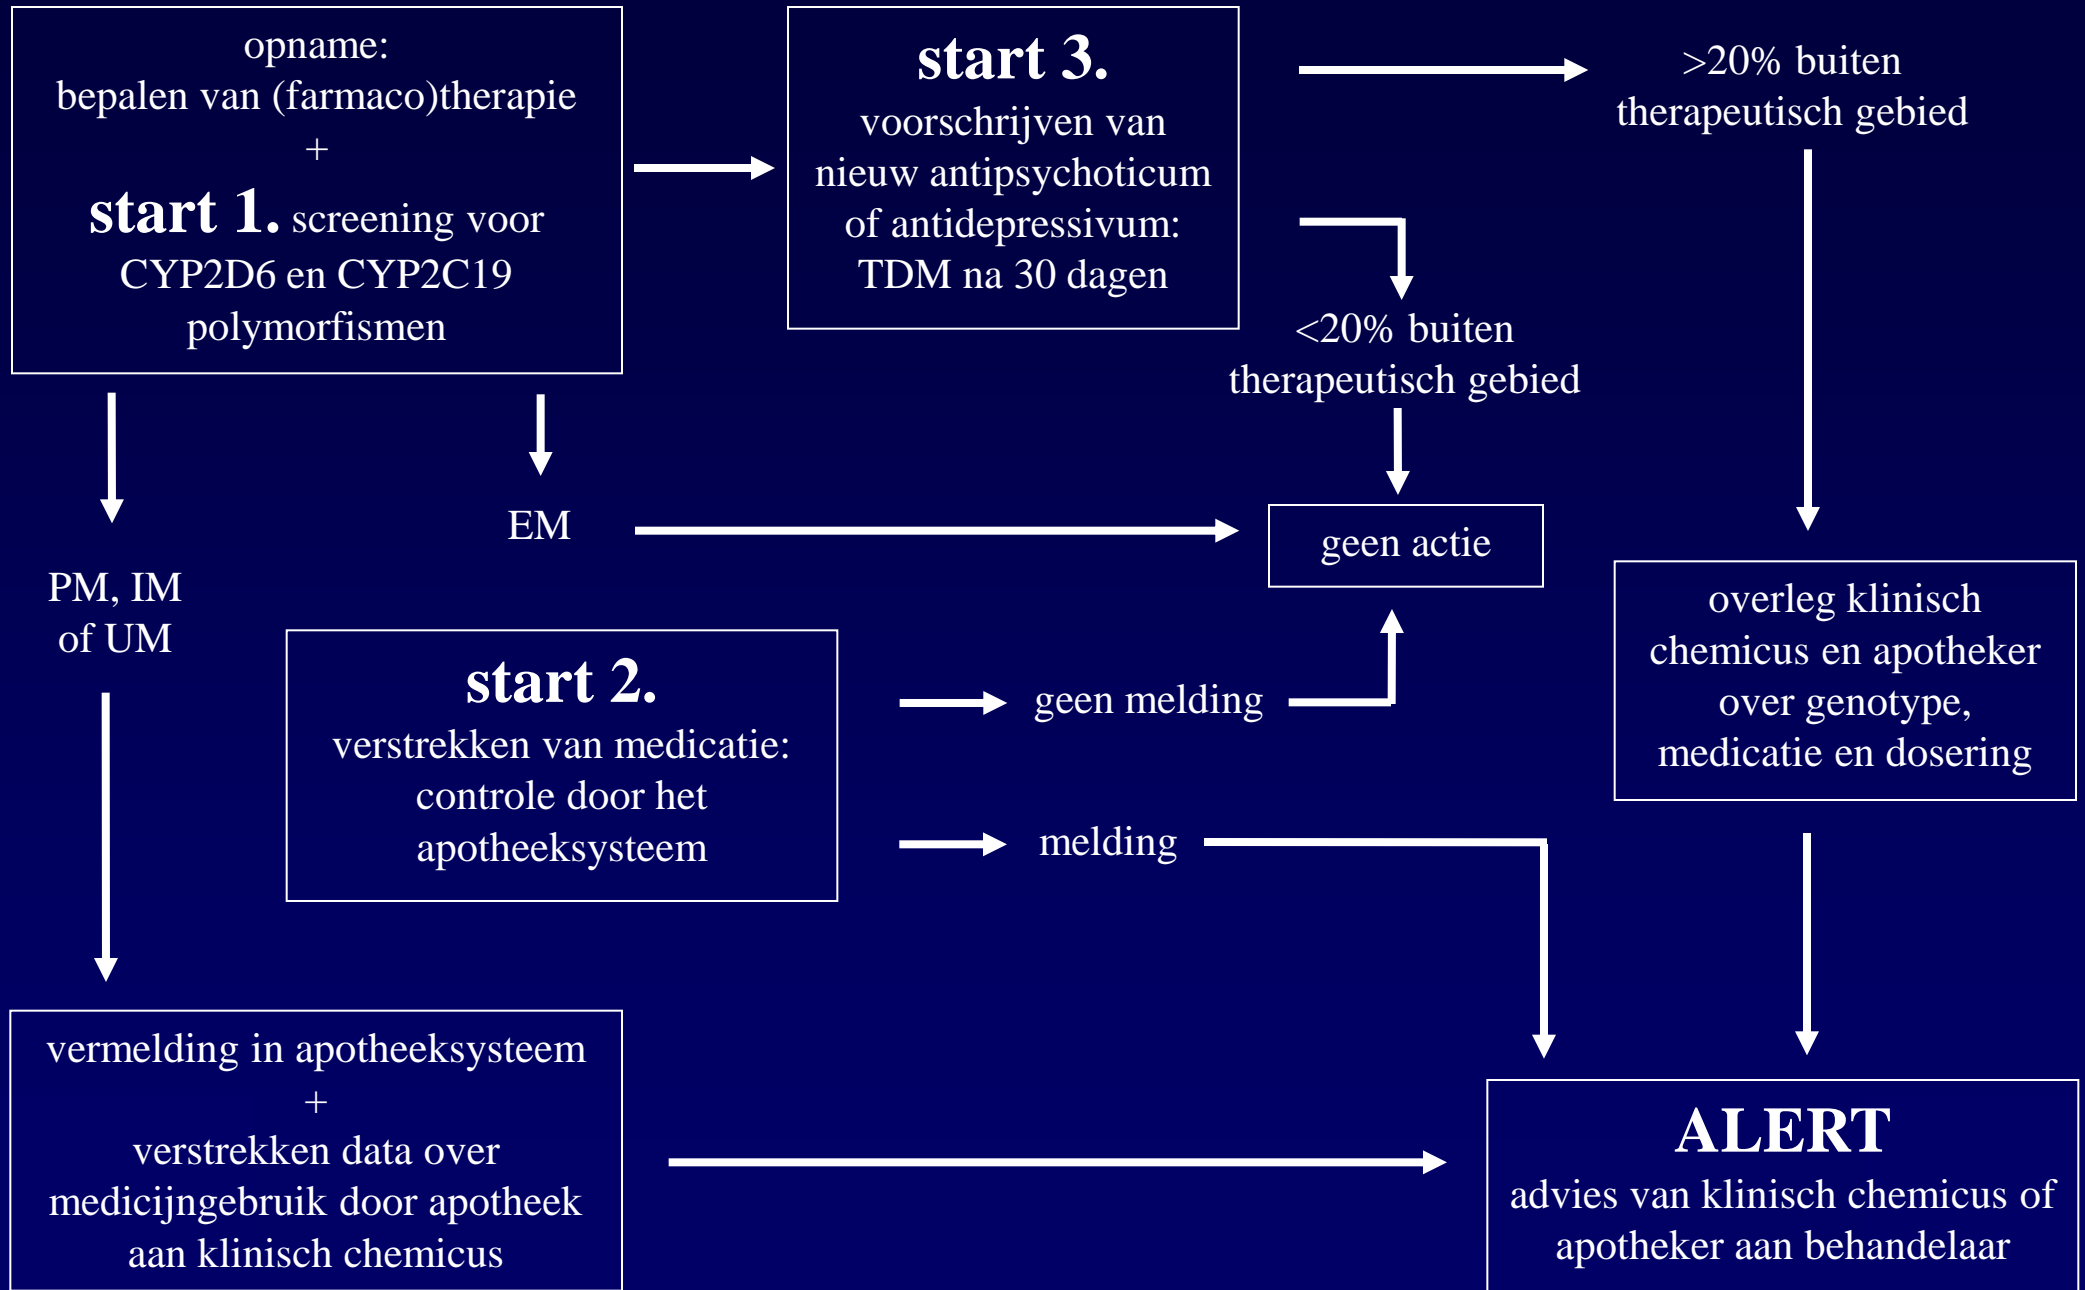 opname:
bepalen van (farmaco)therapie
+
start 1. screening voor
CYP2D6 en CYP2C19
polymorfismen
start 3.
voorschrijven van
nieuw antipsychoticum
of antidepressivum:
TDM na 30 dagen
>20% buiten
therapeutisch gebied
<20% buiten
therapeutisch gebied
EM
geen actie
PM, IM
of UM
start 2.
verstrekken van medicatie:
controle door het
apotheeksysteem
geen melding
melding
overleg klinisch
chemicus en apotheker
over genotype,
medicatie en dosering
vermelding in apotheeksysteem
+
verstrekken data over
medicijngebruik door apotheek
aan klinisch chemicus
ALERT
advies van klinisch chemicus of
apotheker aan behandelaar